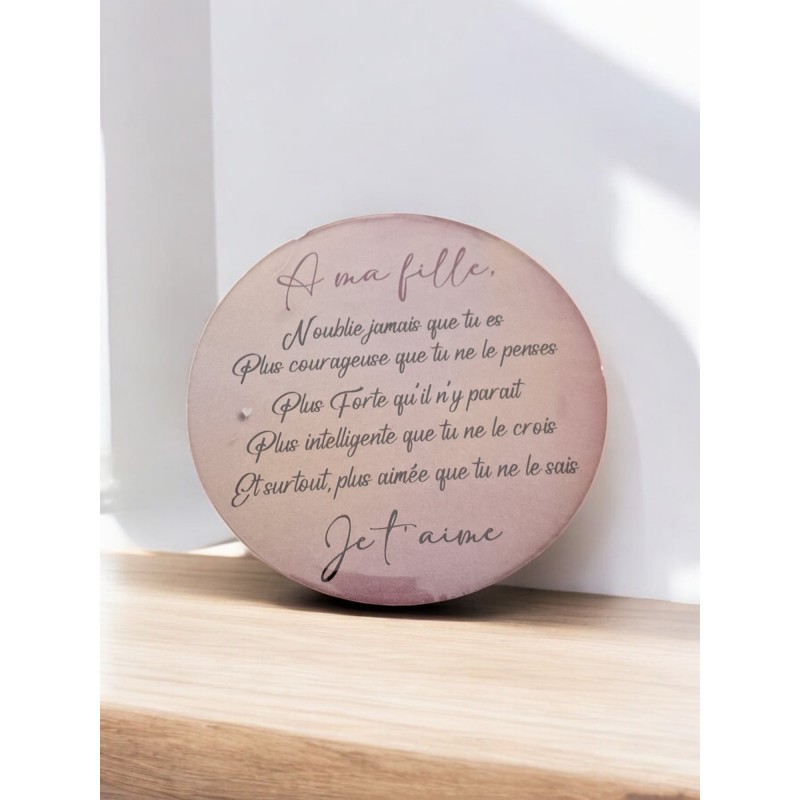 A ma fille,
N'oublie jamais que tu es
Plus courageuse que tu ne le penses
Plus Forte qu'il n'y parait
Plus intelligente que tu ne le crois
Et surtout, plus aimée que tu ne le sais
Je t'aime